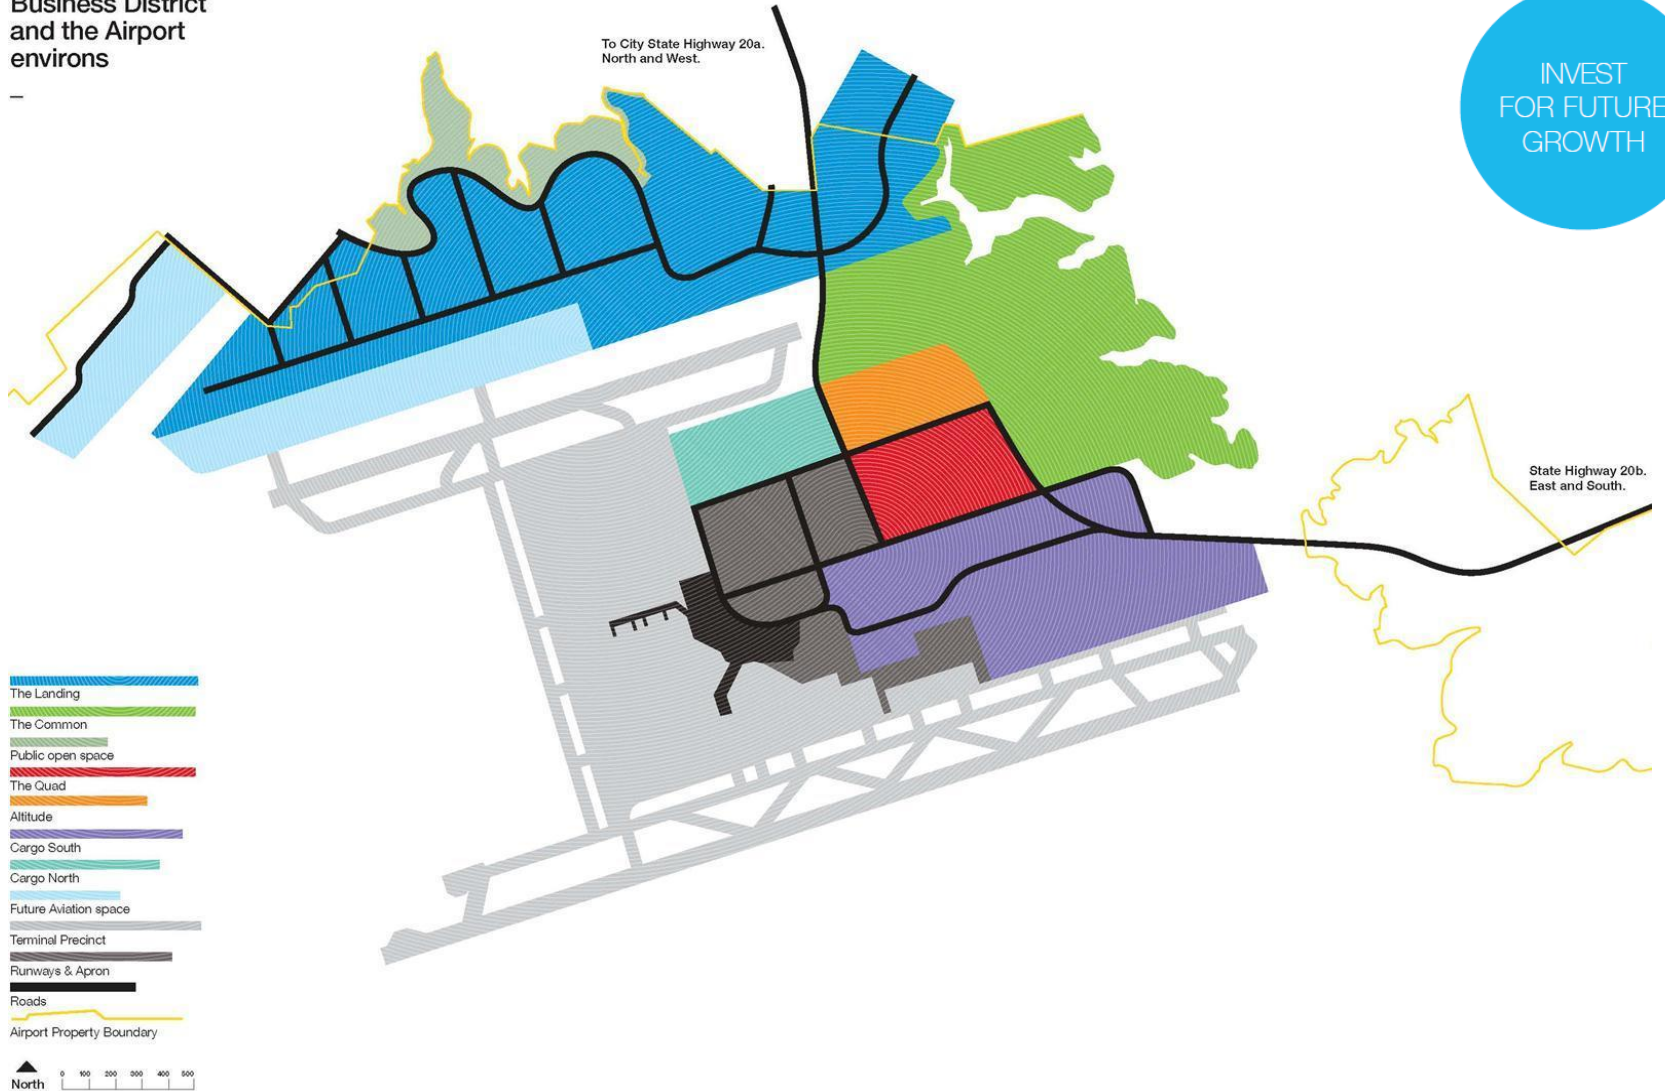 Business District
and the Airport
environs
–
To City State Highway 20a.
North and West.
INVEST
FOR FUTURE
GROWTH
State Highway 20b.
East and South.
The Landing
The Common
Public open space
The Quad
Altitude
Cargo South
Cargo North
Future Aviation space
Terminal Precinct
Runways & Apron
Roads
Airport Property Boundary
North
0 100 200 300 400 500